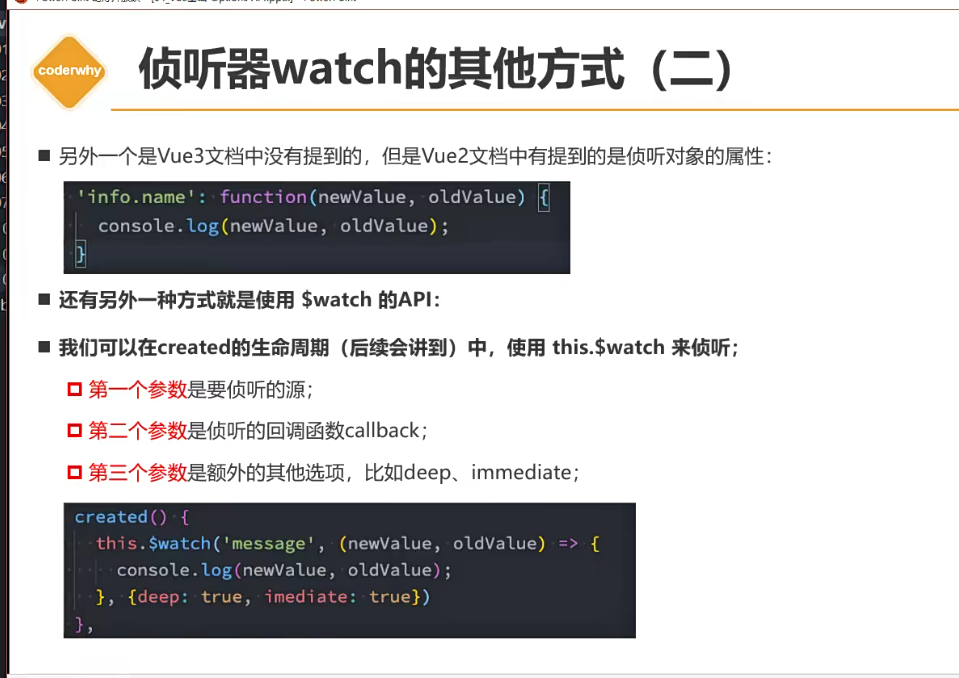 coderwhy
侦听器watch的其他方式（二）
另外一个是Vue3文档中没有提到的，但是Vue2文档中有提到的是侦听对象的属性：
'info.name': function(newValue, oldValue) {
console.log(newValue, oldValue);
}
还有另外一种方式就是使用 $watch 的API：
我们可以在created的生命周期（后续会讲到）中，使用 this.$watch 来侦听；
第一个参数是要侦听的源；
第二个参数是侦听的回调函数callback；
第三个参数是额外的其他选项，比如deep、immediate；
created() {
this.$watch('message', (newValue, oldValue) => {
console.log(newValue, oldValue);
}, {deep: true, imediate: true})
},